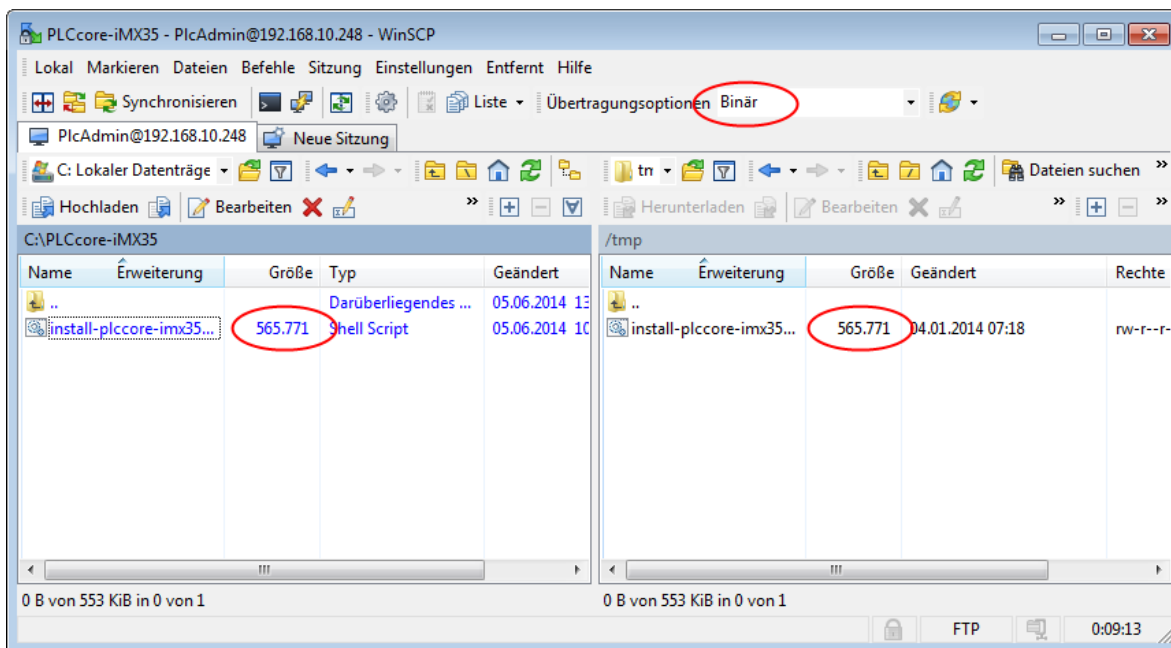 PLCcore-iMX35 - PlcAdmin@192.168.10.248 - WinSCP
Lokal Markieren Dateien Befehle Sitzung Einstellungen Entfernt Hilfe
Synchronisieren Liste Übertragungsoptionen Binär
PlcAdmin@192.168.10.248 Neue Sitzung
C: Lokaler Datenträge tm Dateien suchen »
Hochladen Bearbeiten » Herunterladen Bearbeiten » »
C:\PLCcore-iMX35 /tmp
Name Erweiterung Größe Typ Geändert Name Erweiterung Größe Geändert Rechte
.. Darüberliegendes ... 05.06.2014 13 ..
install-plccore-imx35... 565.771 Shell Script 05.06.2014 10 install-plccore-imx35... 565.771 04.01.2014 07:18 rw-r--r-
0 B von 553 KiB in 0 von 1 0 B von 553 KiB in 0 von 1
FTP 0:09:13